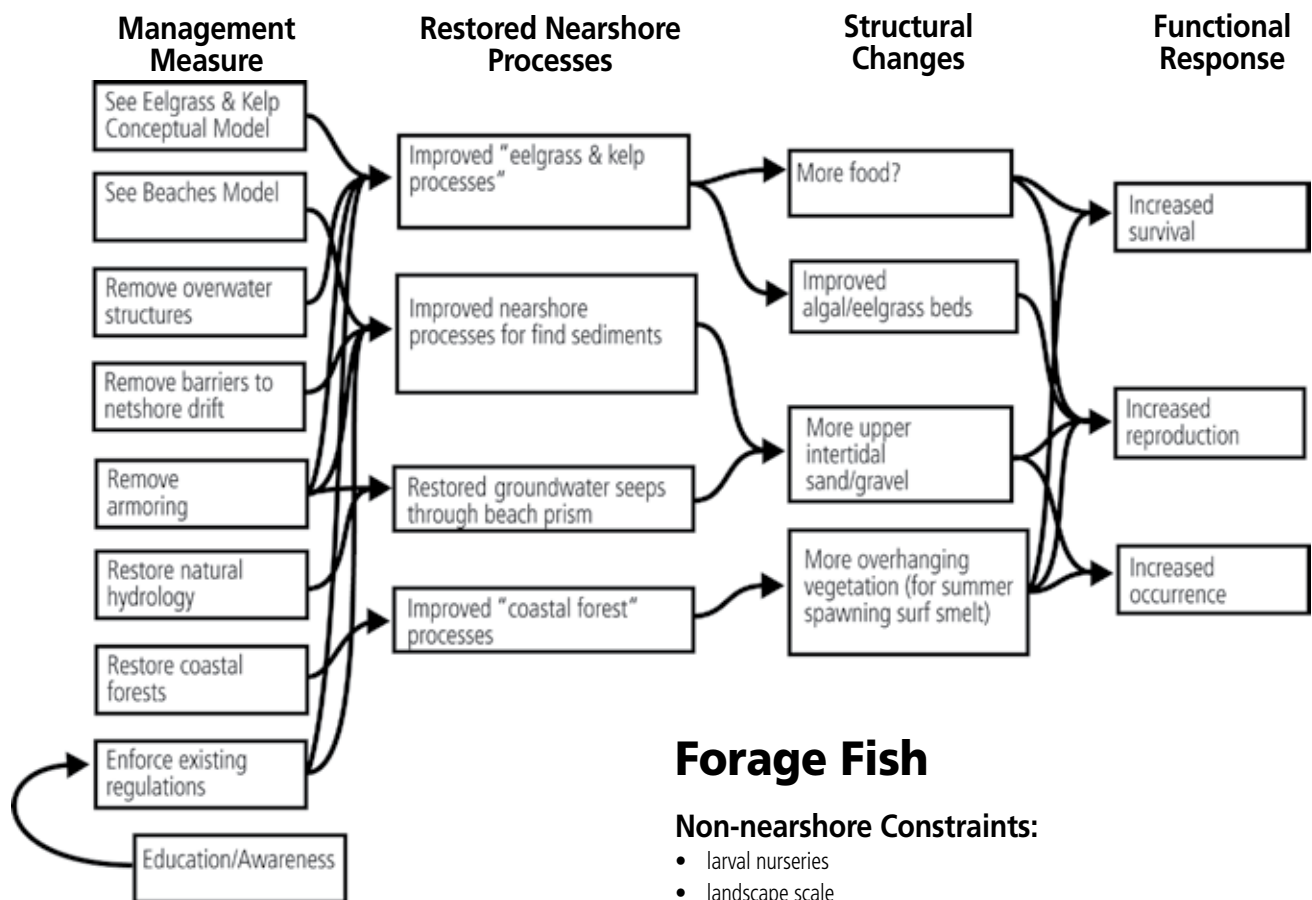 Management
Measure
Restored Nearshore
Processes
Structural
Changes
Functional
Response
See Eelgrass & Kelp
Conceptual Model
See Beaches Model
Remove overwater
structures
Remove barriers to
netshore drift
Remove
armoring
Restore natural
hydrology
Restore coastal
forests
Enforce existing
regulations
Education/Awareness
Improved "eelgrass & kelp
processes"
Improved nearshore
processes for find sediments
Restored groundwater seeps
through beach prism
Improved "coastal forest"
processes
More food?
Improved
algal/eelgrass beds
More upper
intertidal
sand/gravel
More overhanging
vegetation (for summer
spawning surf smelt)
Increased
survival
Increased
reproduction
Increased
occurrence
Forage Fish
Non-nearshore Constraints:
• larval nurseries
• landscape scale